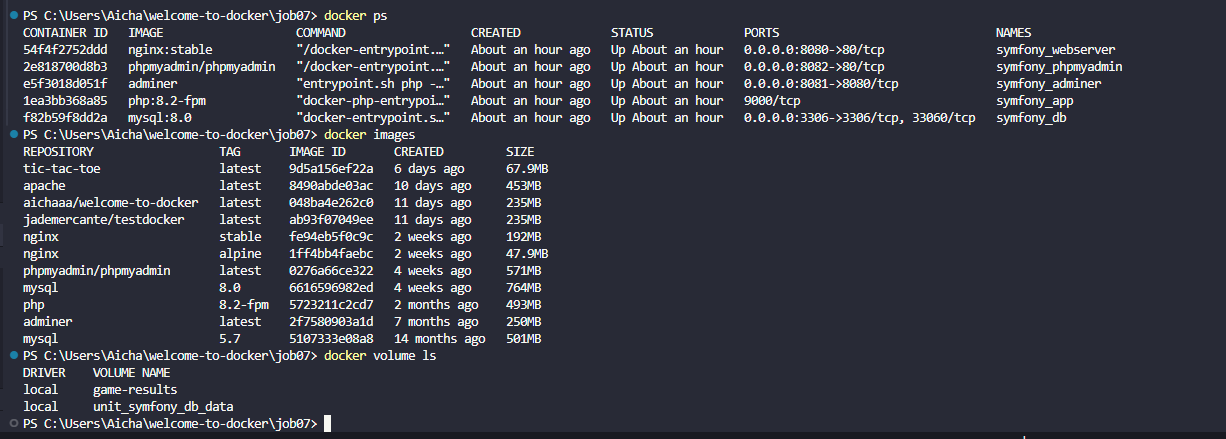 PS C:\Users\Aicha\welcome-to-docker\job07> docker ps
CONTAINER ID   IMAGE                   COMMAND                  CREATED             STATUS             PORTS                               NAMES
54f4f2752ddd   nginx:stable            "/docker-entrypoint.…"   About an hour ago   Up About an hour   0.0.0.0:8080->80/tcp                symfony_webserver
2e818700d8b3   phpmyadmin/phpmyadmin   "/docker-entrypoint.…"   About an hour ago   Up About an hour   0.0.0.0:8082->80/tcp                symfony_phpmyadmin
e5f3018d051f   adminer                 "entrypoint.sh php -…"   About an hour ago   Up About an hour   0.0.0.0:8081->8080/tcp              symfony_adminer
1ea3bb368a85   php:8.2-fpm             "docker-php-entrypoi…"   About an hour ago   Up About an hour   9000/tcp                            symfony_app
f82b59f8dd2a   mysql:8.0               "docker-entrypoint.s…"   About an hour ago   Up About an hour   0.0.0.0:3306->3306/tcp, 33060/tcp   symfony_db
PS C:\Users\Aicha\welcome-to-docker\job07> docker images
REPOSITORY                  TAG       IMAGE ID       CREATED         SIZE
tic-tac-toe                 latest    9d5a156ef22a   6 days ago      67.9MB
apache                      latest    8490abde03ac   10 days ago     453MB
aichaaa/welcome-to-docker   latest    048ba4e262c0   11 days ago     235MB
jademercante/testdocker     latest    ab93f07049ee   11 days ago     235MB
nginx                       stable    fe94eb5f0c9c   2 weeks ago     192MB
nginx                       alpine    1ff4bb4faebc   2 weeks ago     47.9MB
phpmyadmin/phpmyadmin       latest    0276a66ce322   4 weeks ago     571MB
mysql                       8.0       6616596982ed   4 weeks ago     764MB
php                         8.2-fpm   5723211c2cd7   2 months ago    493MB
adminer                     latest    2f7580903a1d   7 months ago    250MB
mysql                       5.7       5107333e08a8   14 months ago   501MB
PS C:\Users\Aicha\welcome-to-docker\job07> docker volume ls
DRIVER    VOLUME NAME
local     game-results
local     unit_symfony_db_data
PS C:\Users\Aicha\welcome-to-docker\job07>